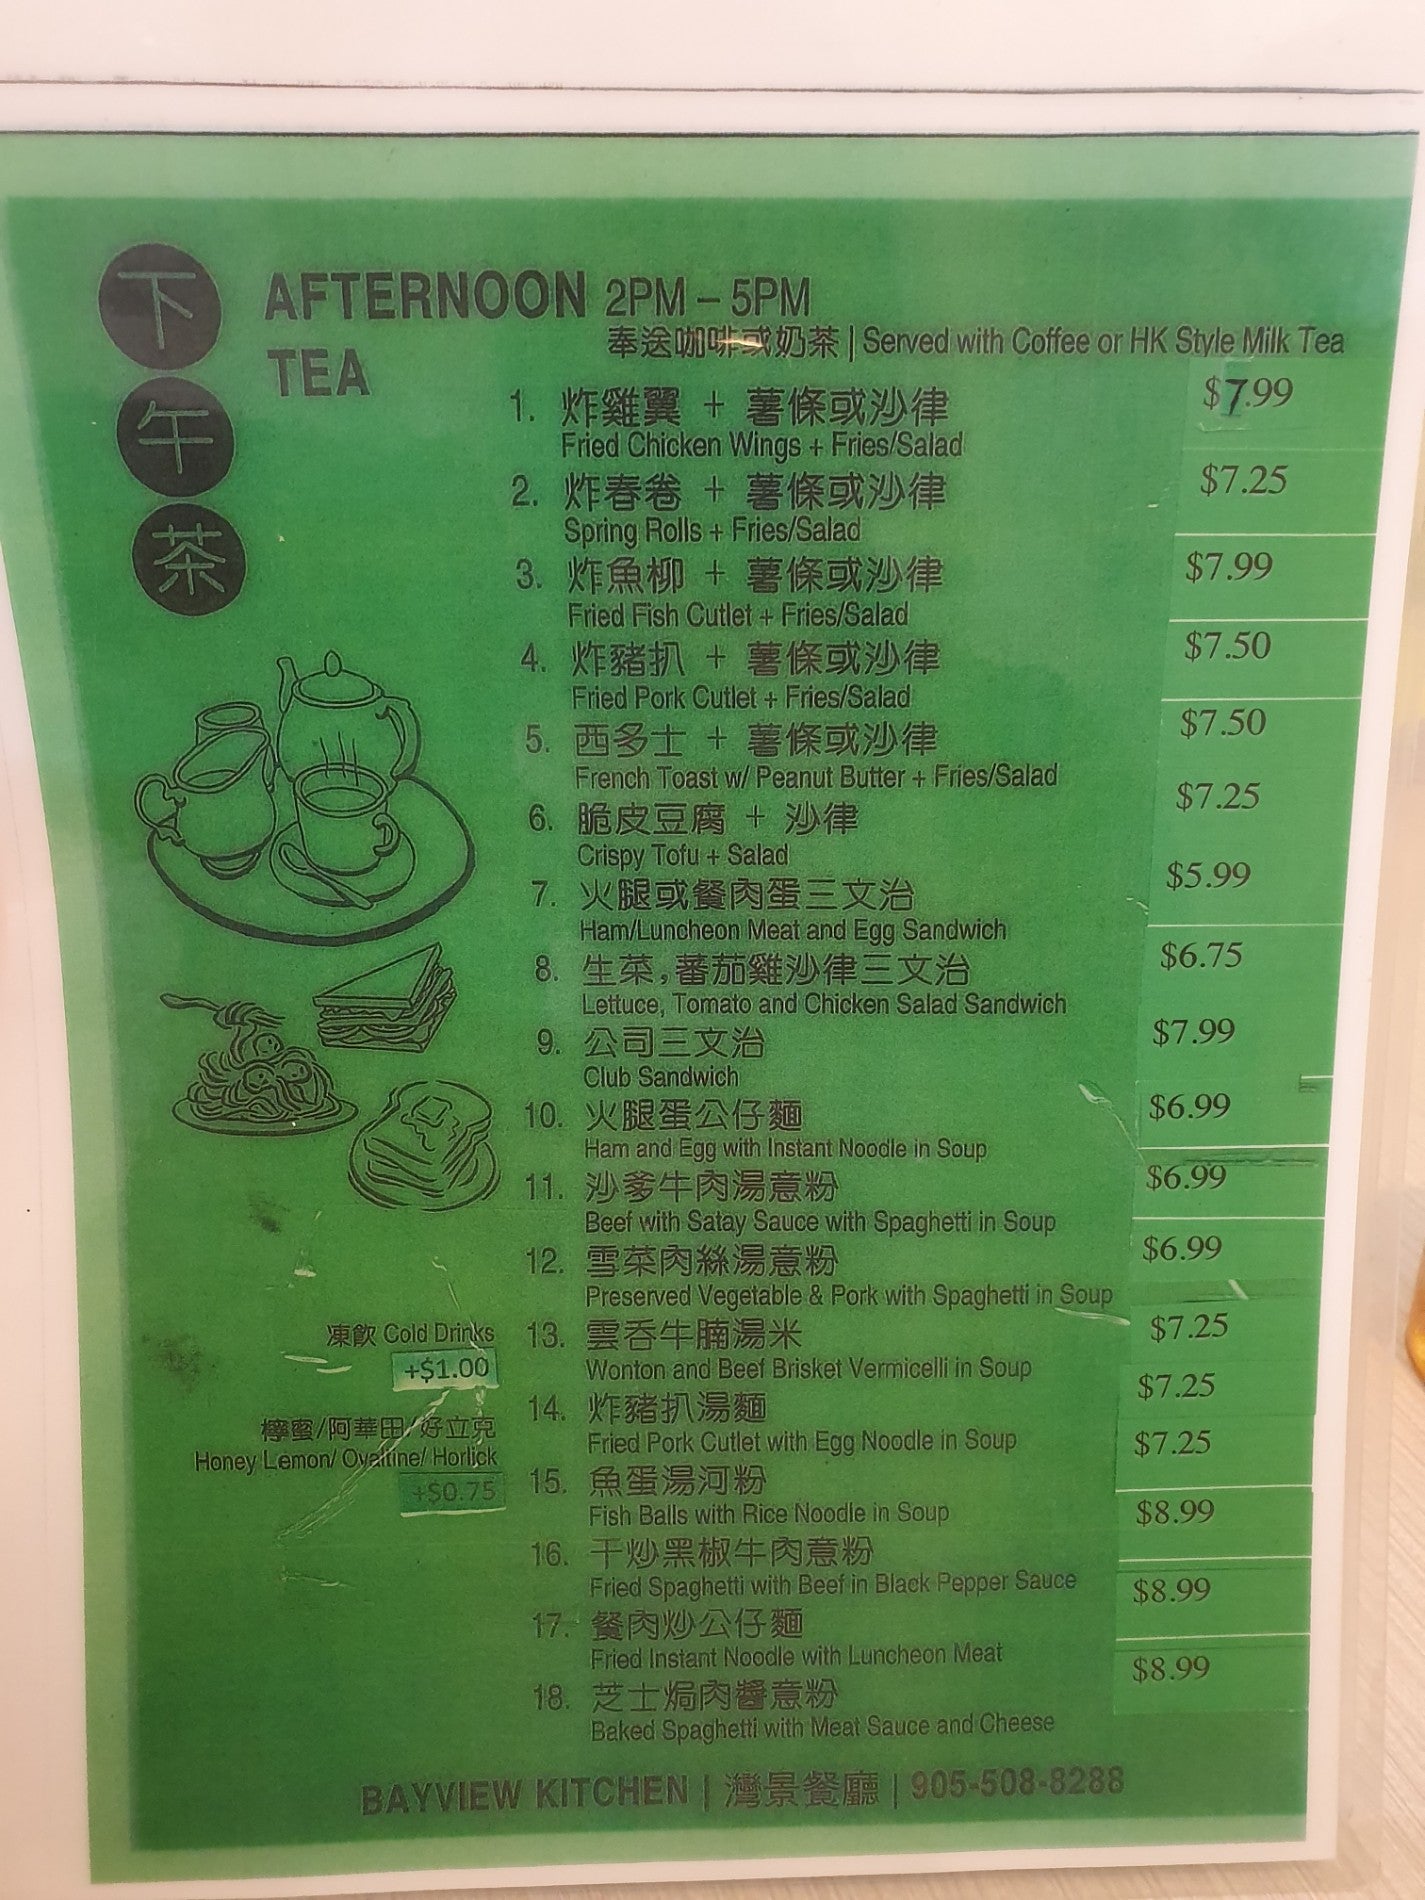 下午茶
AFTERNOON TEA 2PM – 5PM
奉送咖啡或奶茶 | Served with Coffee or HK Style Milk Tea
1. 炸雞翼 + 薯條或沙律 $7.99
Fried Chicken Wings + Fries/Salad
2. 炸春卷 + 薯條或沙律 $7.25
Spring Rolls + Fries/Salad
3. 炸魚柳 + 薯條或沙律 $7.99
Fried Fish Cutlet + Fries/Salad
4. 炸豬扒 + 薯條或沙律 $7.50
Fried Pork Cutlet + Fries/Salad
5. 西多士 + 薯條或沙律 $7.50
French Toast w/ Peanut Butter + Fries/Salad
6. 脆皮豆腐 + 沙律 $7.25
Crispy Tofu + Salad
7. 火腿或餐肉蛋三文治 $5.99
Ham/Luncheon Meat and Egg Sandwich
8. 生菜,蕃茄雞沙律三文治 $6.75
Lettuce, Tomato and Chicken Salad Sandwich
9. 公司三文治 $7.99
Club Sandwich
10. 火腿蛋公仔麵 $6.99
Ham and Egg with Instant Noodle in Soup
11. 沙爹牛肉湯意粉 $6.99
Beef with Satay Sauce with Spaghetti in Soup
12. 雪菜肉絲湯意粉 $6.99
Preserved Vegetable & Pork with Spaghetti in Soup
13. 雲吞牛腩湯米 $7.25
Wonton and Beef Brisket Vermicelli in Soup
14. 炸豬扒湯麵 $7.25
Fried Pork Cutlet with Egg Noodle in Soup
15. 魚蛋湯河粉 $7.25
Fish Balls with Rice Noodle in Soup
16. 干炒黑椒牛肉意粉 $8.99
Fried Spaghetti with Beef in Black Pepper Sauce
17. 餐肉炒公仔麵 $8.99
Fried Instant Noodle with Luncheon Meat
18. 芝士焗肉醬意粉 $8.99
Baked Spaghetti with Meat Sauce and Cheese
凍飲 Cold Drinks
+$1.00
檸蜜/阿華田/好立克
Honey Lemon/ Ovaltine/ Horlick
+$0.75
BAYVIEW KITCHEN | 灣景餐廳 | 905-508-8288